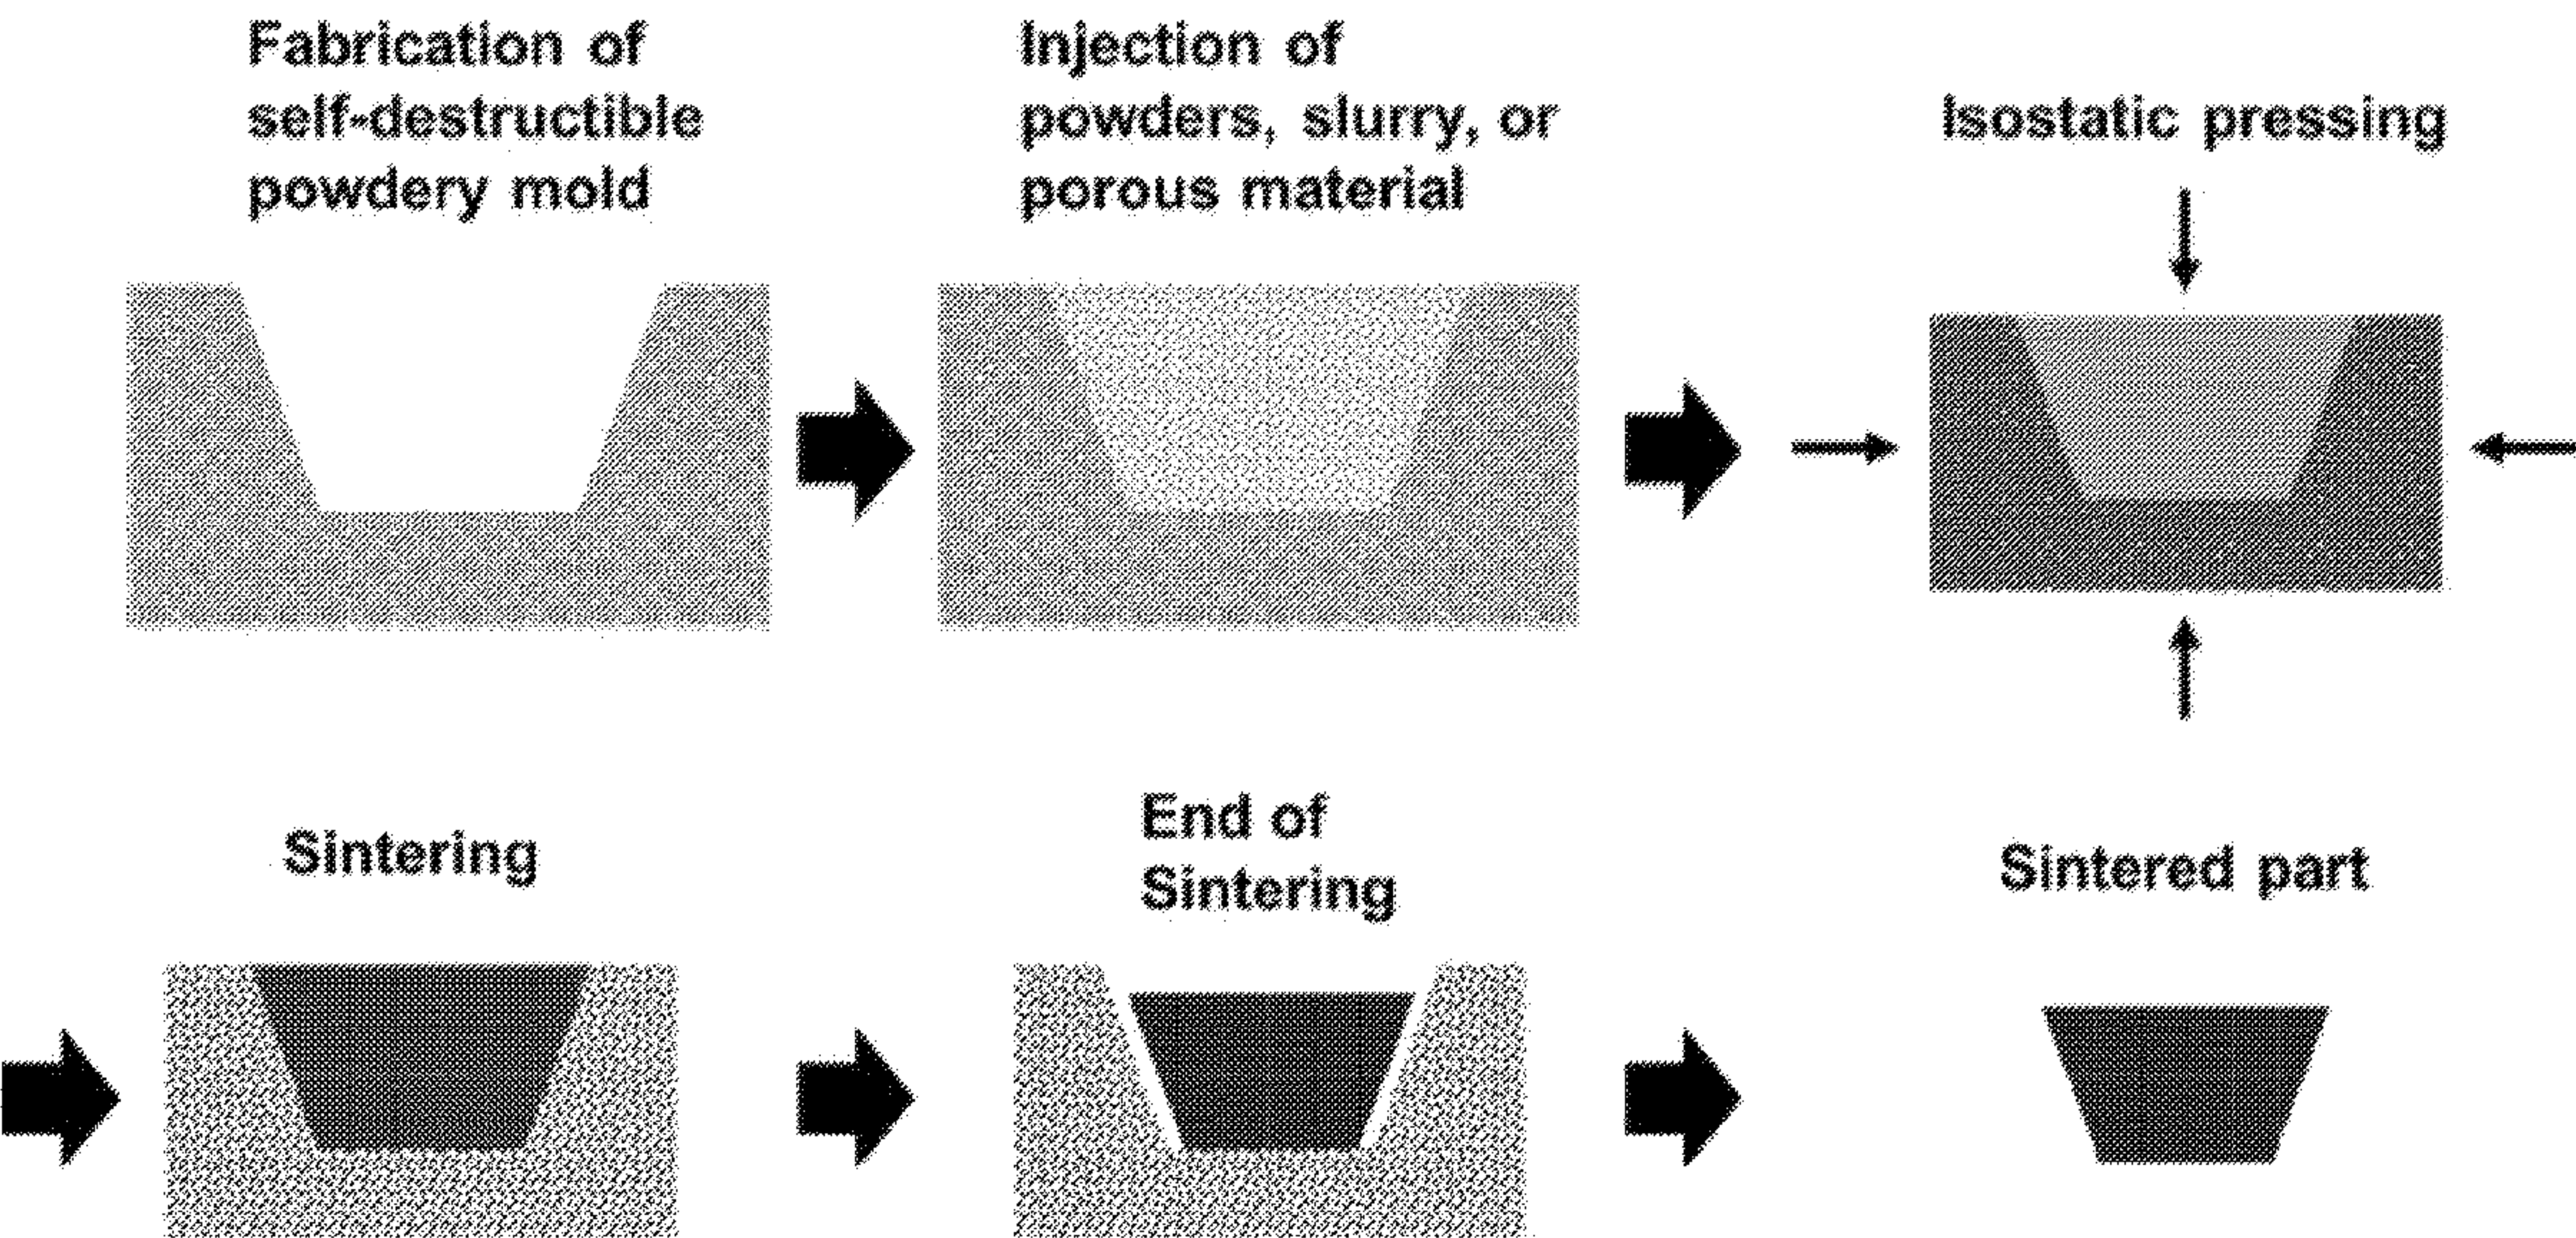 Fabrication of
self-destructible
powdery mold
Injection of
powders, slurry, or
porous material
Isostatic pressing
Sintering
End of
Sintering
Sintered part